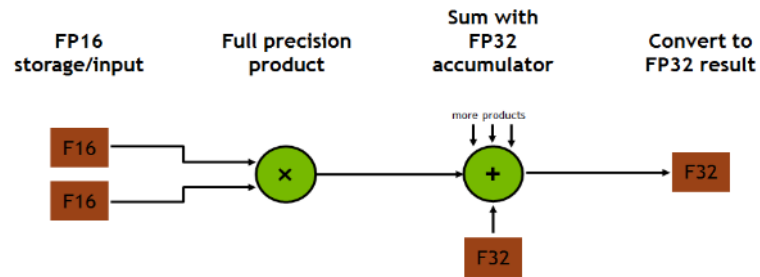 FP16
storage/input
Full precision
product
Sum with
FP32
accumulator
Convert to
FP32 result
more products
F16
F16
×
+
F32
F32